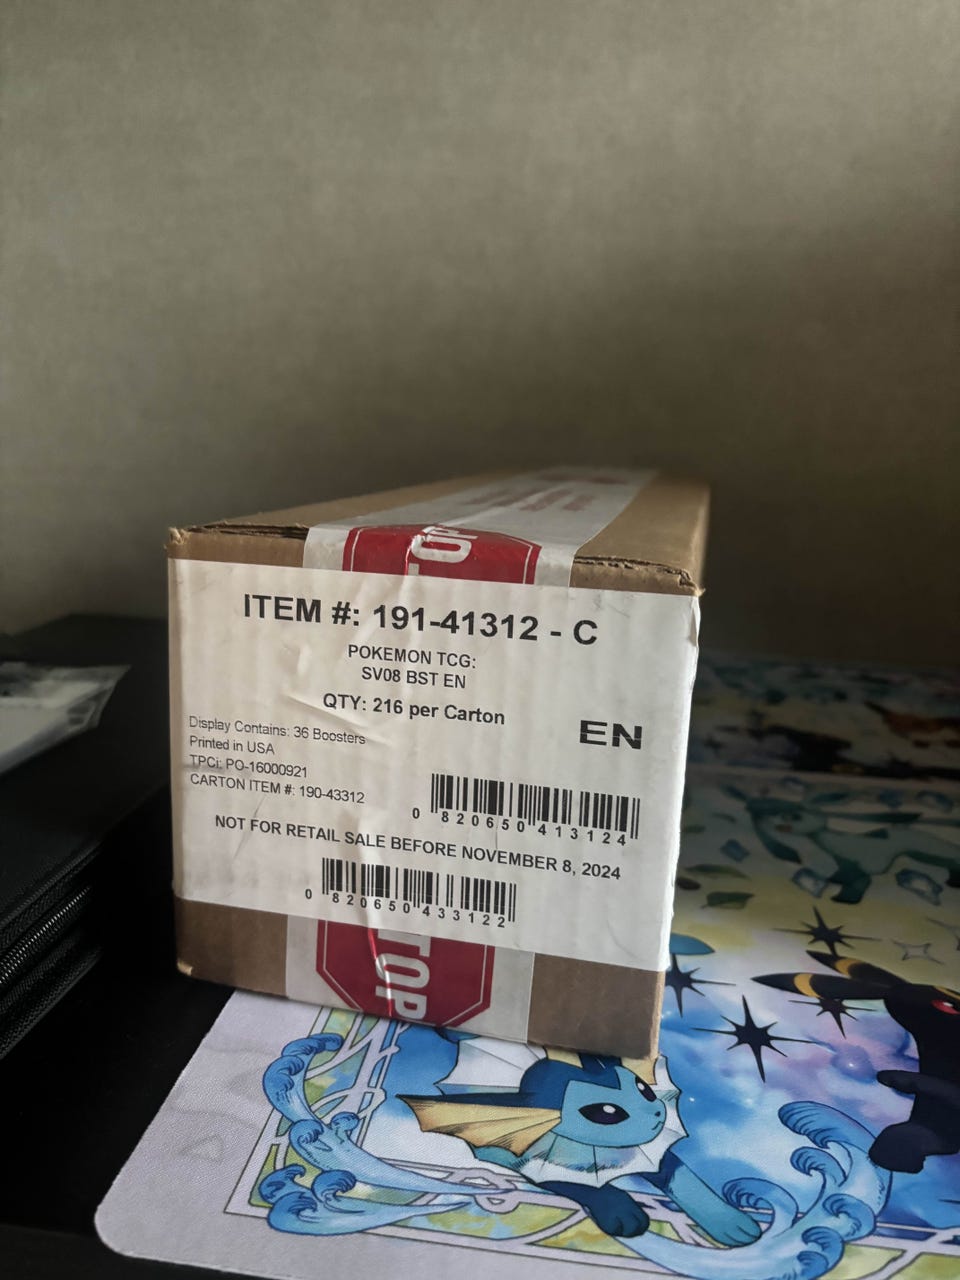 TOP
ITEM #: 191-41312 - C
POKEMON TCG:
SV08 BST EN
QTY: 216 per Carton
EN
Display Contains: 36 Boosters
Printed in USA
TPCi: PO-16000921
CARTON ITEM #: 190-43312
0 820650 413124
NOT FOR RETAIL SALE BEFORE NOVEMBER 8, 2024
0 820650 433122
TOP